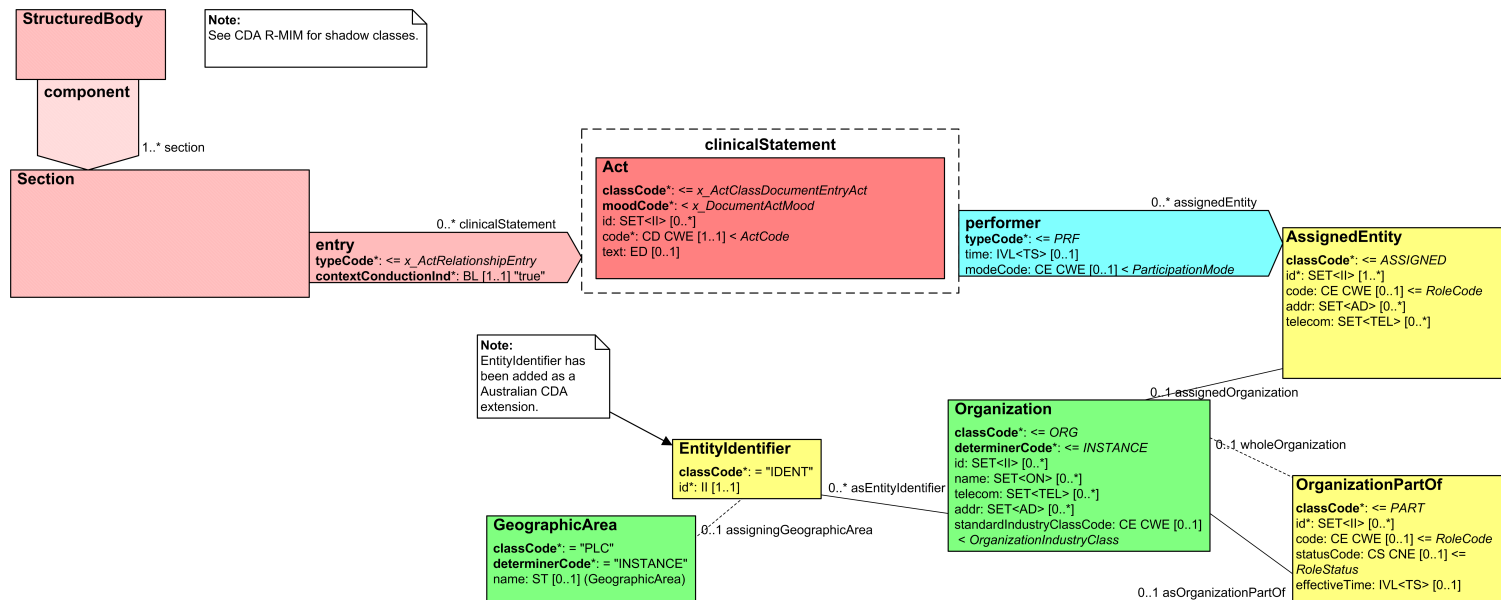 StructuredBody
Note:
See CDA R-MIM for shadow classes.
component
1..* section
Section
0..* clinicalStatement
entry
typeCode*: <= x_ActRelationshipEntry
contextConductionInd*: BL [1..1] "true"
clinicalStatement
Act
classCode*: <= x_ActClassDocumentEntryAct
moodCode*: < x_DocumentActMood
id: SET<II> [0..*]
code*: CD CWE [1..1] < ActCode
text: ED [0..1]
0..* assignedEntity
performer
typeCode*: <= PRF
time: IVL<TS> [0..1]
modeCode: CE CWE [0..1] < ParticipationMode
AssignedEntity
classCode*: <= ASSIGNED
id*: SET<II> [1..*]
code: CE CWE [0..1] <= RoleCode
addr: SET<AD> [0..*]
telecom: SET<TEL> [0..*]
0..1 assignedOrganization
Note:
EntityIdentifier has
been added as a
Australian CDA
extension.
EntityIdentifier
classCode*: = "IDENT"
id*: II [1..1]
0..* asEntityIdentifier
0..1 assigningGeographicArea
GeographicArea
classCode*: = "PLC"
determinerCode*: = "INSTANCE"
name: ST [0..1] (GeographicArea)
Organization
classCode*: <= ORG
determinerCode*: <= INSTANCE
id: SET<II> [0..*]
name: SET<ON> [0..*]
telecom: SET<TEL> [0..*]
addr: SET<AD> [0..*]
standardIndustryClassCode: CE CWE [0..1]
< OrganizationIndustryClass
0..1 wholeOrganization
OrganizationPartOf
classCode*: <= PART
id*: SET<II> [0..*]
code: CE CWE [0..1] <= RoleCode
statusCode: CS CNE [0..1] <=
RoleStatus
effectiveTime: IVL<TS> [0..1]
0..1 asOrganizationPartOf